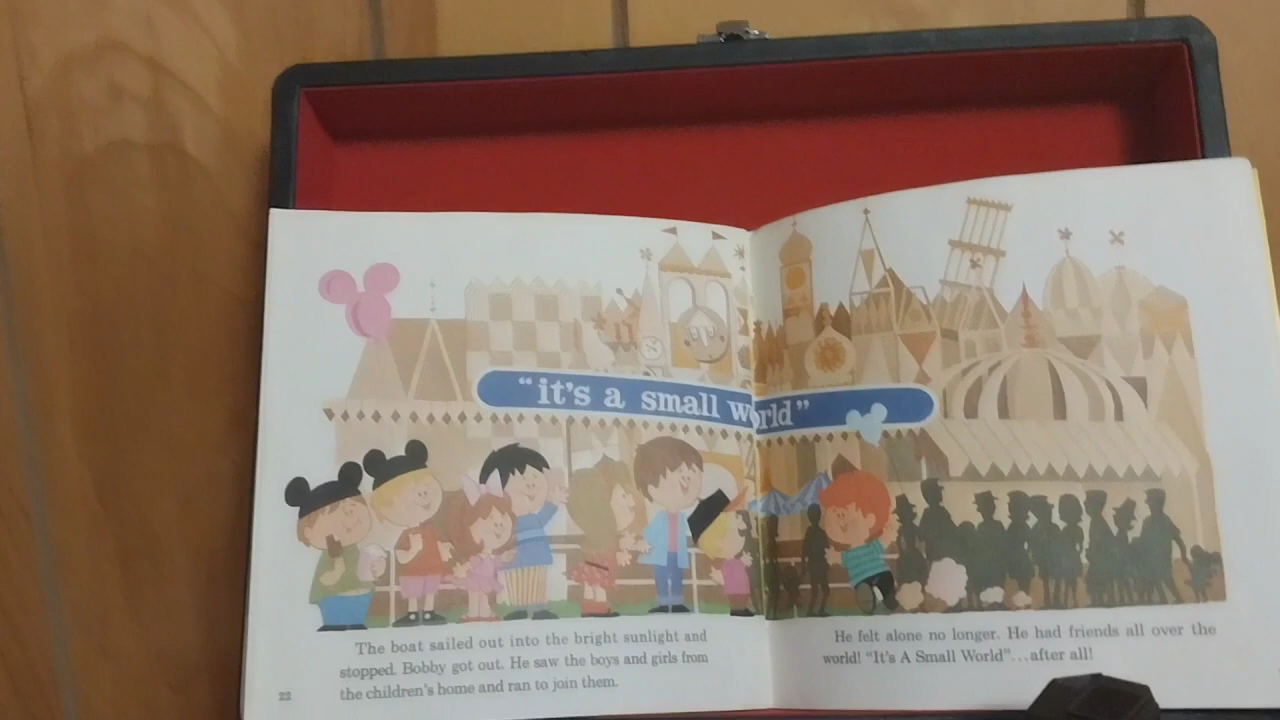 “it’s a small world”
The boat sailed out into the bright sunlight and
stopped. Bobby got out. He saw the boys and girls from
the children’s home and ran to join them.
22
He felt alone no longer. He had friends all over the
world! “It’s A Small World”...after all!